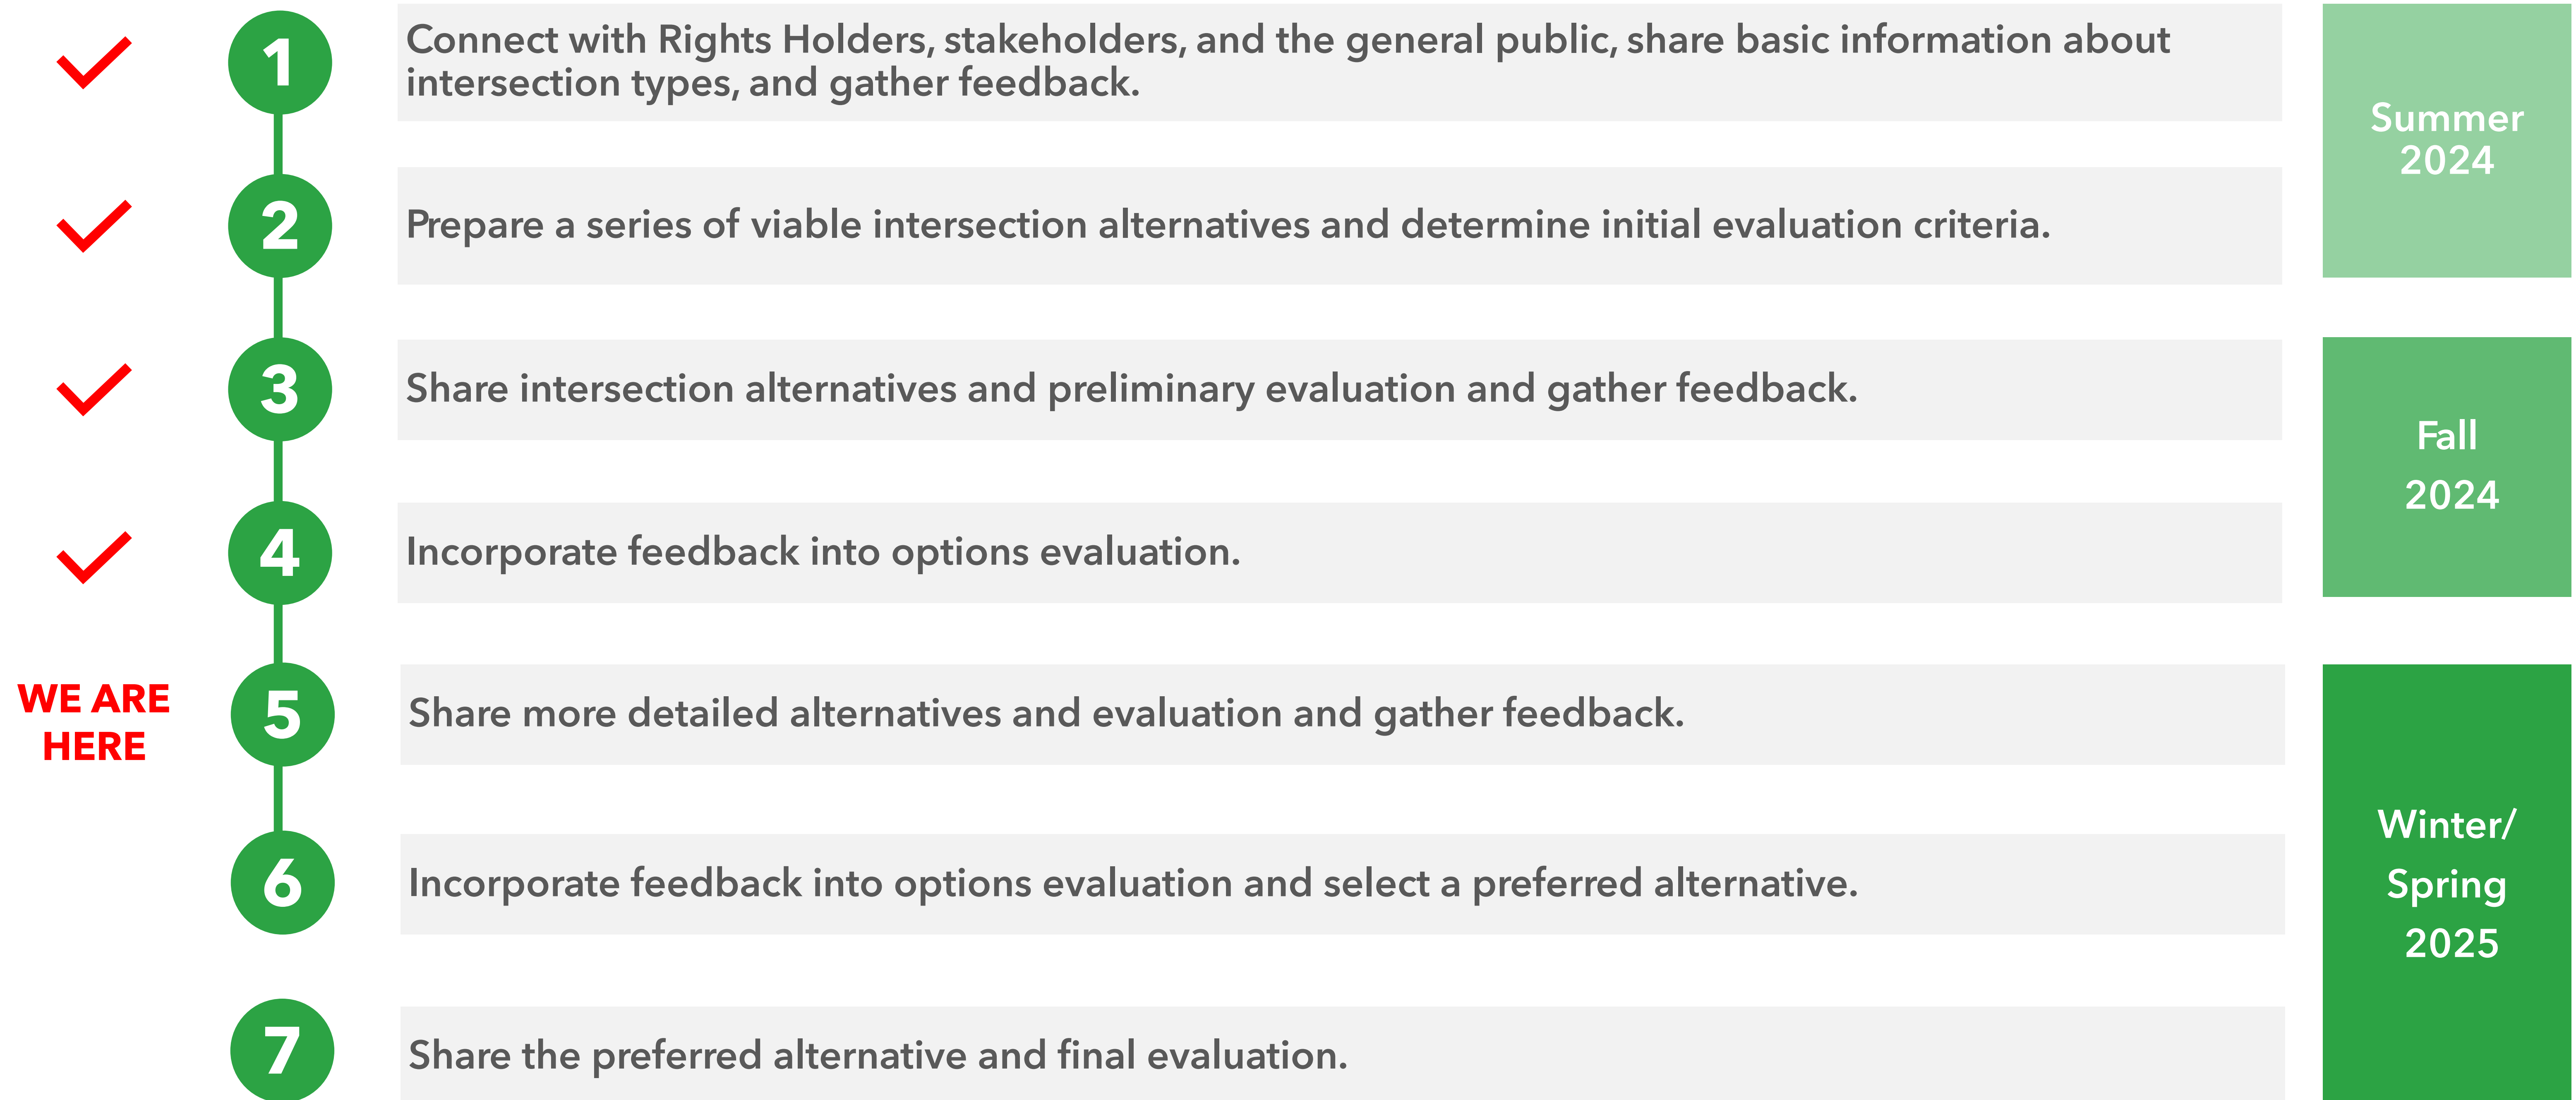 1
Connect with Rights Holders, stakeholders, and the general public, share basic information about
intersection types, and gather feedback.
Summer
2024
2
Prepare a series of viable intersection alternatives and determine initial evaluation criteria.
3
Share intersection alternatives and preliminary evaluation and gather feedback.
Fall
2024
4
Incorporate feedback into options evaluation.
WE ARE
HERE
5
Share more detailed alternatives and evaluation and gather feedback.
Winter/
Spring
2025
6
Incorporate feedback into options evaluation and select a preferred alternative.
7
Share the preferred alternative and final evaluation.